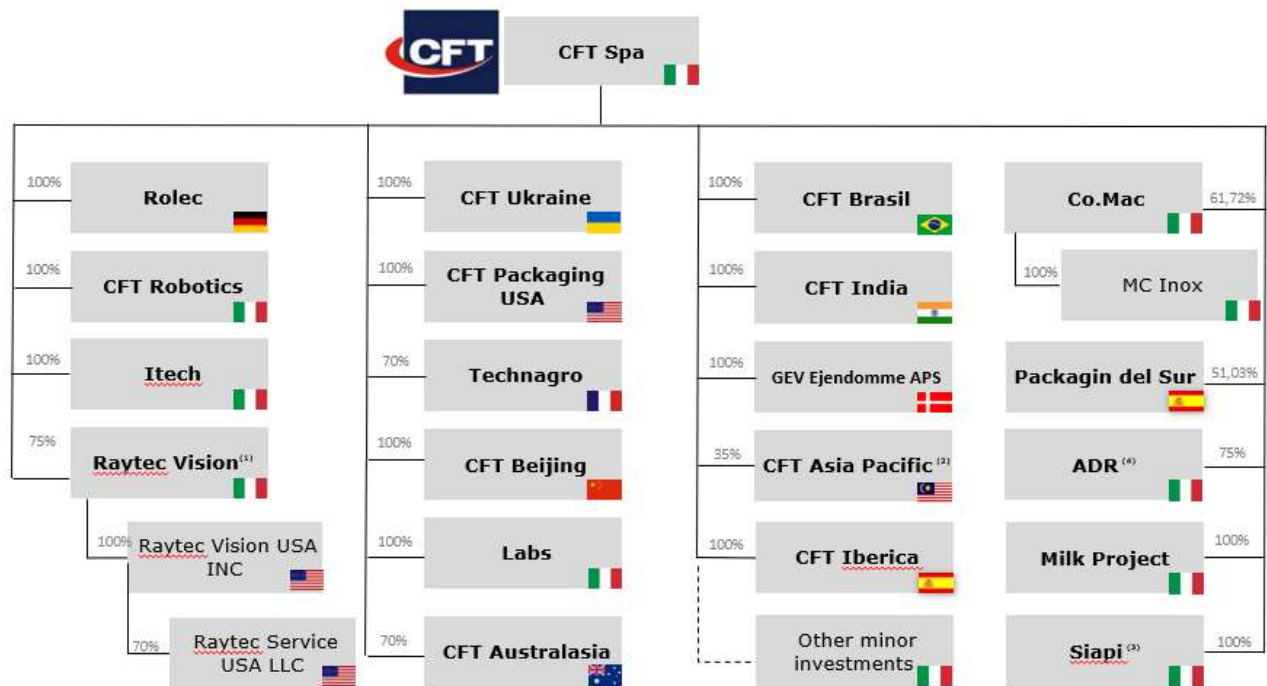 CFT
CFT Spa
100%
Rolec
100%
CFT Robotics
100%
Itech
75%
Raytec Vision(1)
100%
Raytec Vision USA
INC
70%
Raytec Service
USA LLC
100%
CFT Ukraine
100%
CFT Packaging
USA
70%
Technagro
100%
CFT Beijing
100%
Labs
70%
CFT Australasia
100%
CFT Brasil
100%
CFT India
100%
GEV Ejendomme APS
35%
CFT Asia Pacific (2)
100%
CFT Iberica
Other minor
investments
Co.Mac
61,72%
100%
MC Inox
Packagin del Sur
51,03%
ADR (4)
75%
Milk Project
100%
Siapi (3)
100%